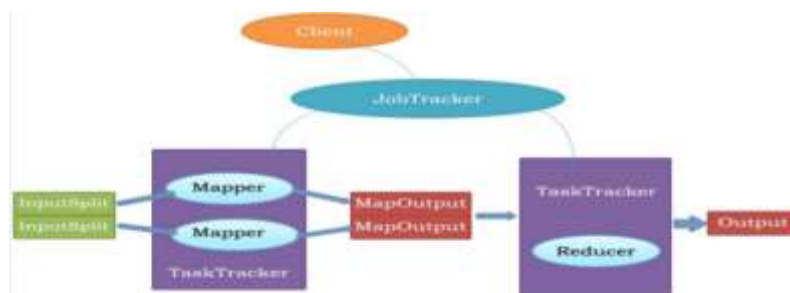 Client
JobTracker
Mapper
InputSplit
MapOutput
TaskTracker
InputSplit
Mapper
MapOutput
Output
TaskTracker
Reducer